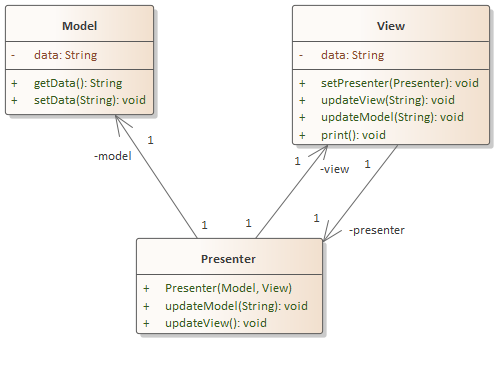 Model
- data: String
+ getData(): String
+ setData(String): void
View
- data: String
+ setPresenter(Presenter): void
+ updateView(String): void
+ updateModel(String): void
+ print(): void
1
-model
1
-view
1
1
-presenter
1
1
Presenter
+ Presenter(Model, View)
+ updateModel(String): void
+ updateView(): void